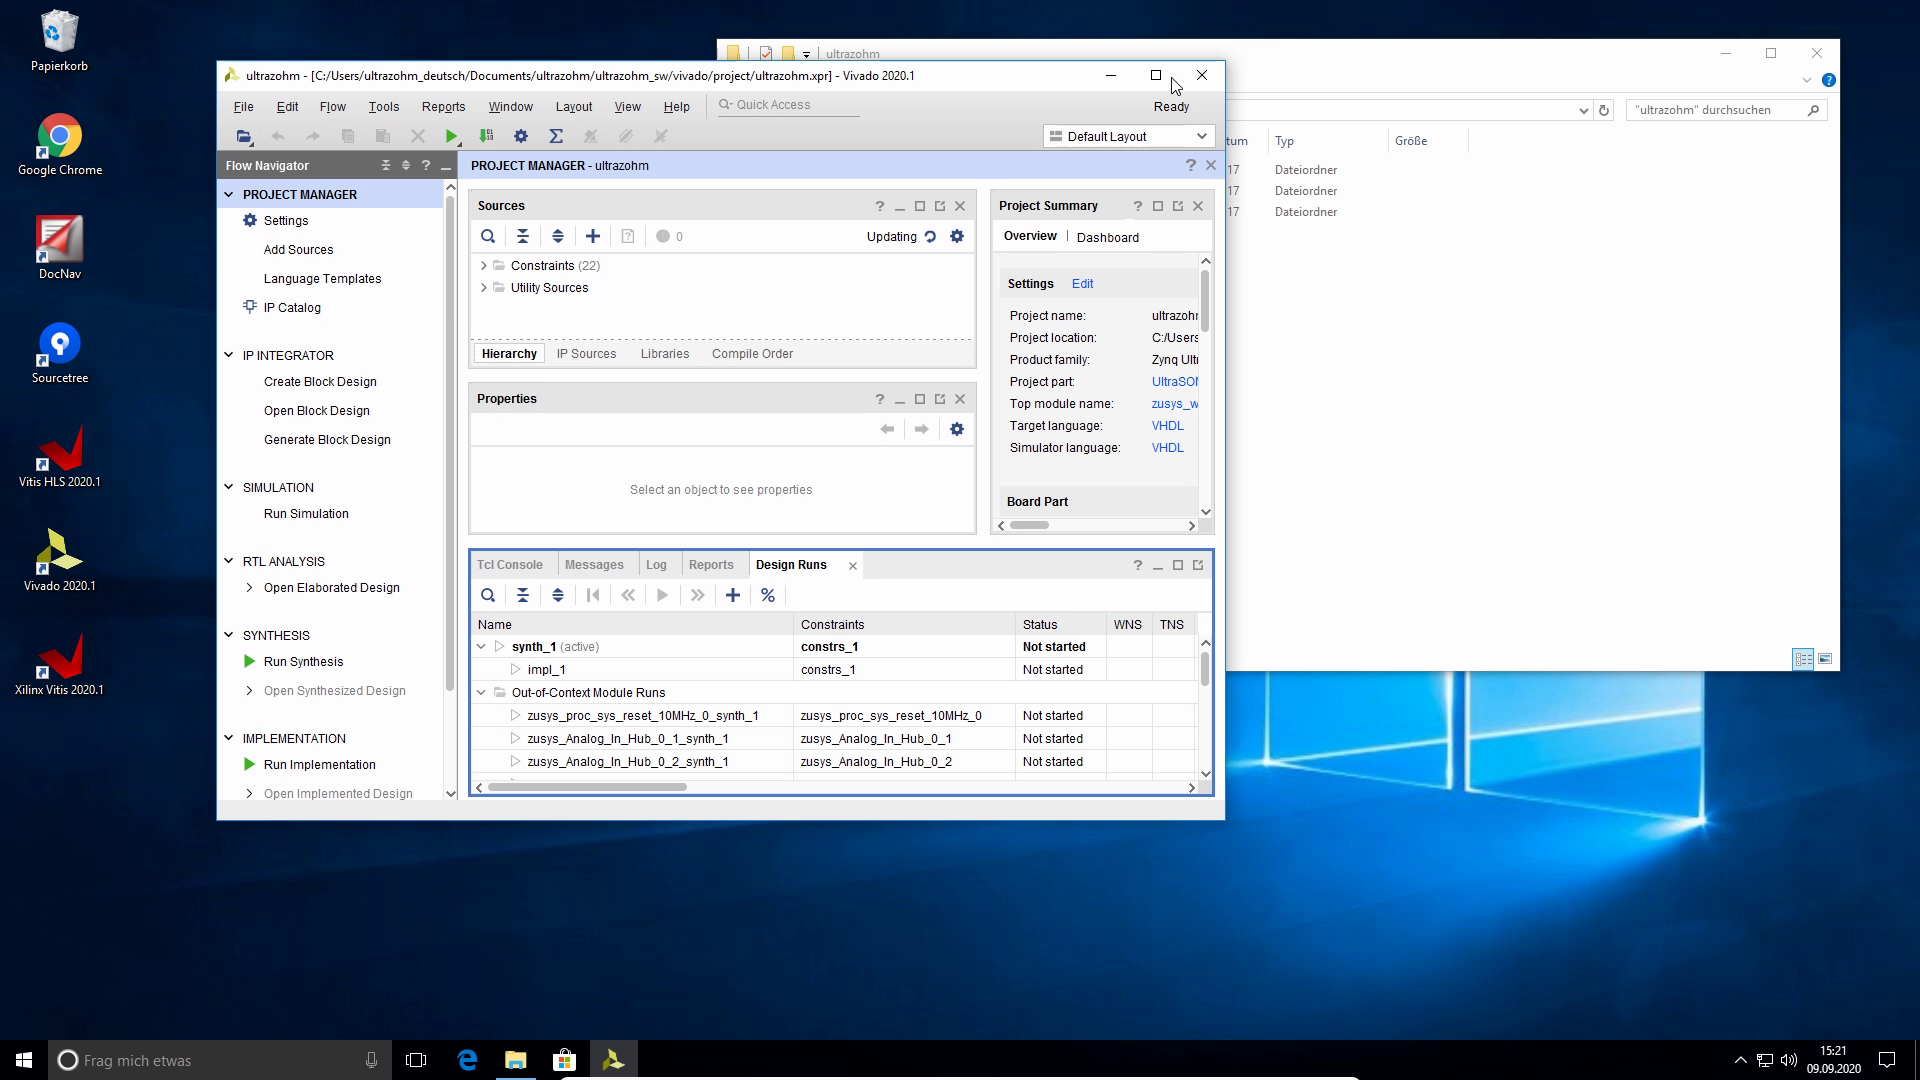 Papierkorb
Google Chrome
DocNav
Sourcetree
Vitis HLS 2020.1
Vivado 2020.1
Xilinx Vitis 2020.1
ultrazohm
"ultrazohm" durchsuchen
tum
Typ
Größe
17
Dateiordner
17
Dateiordner
17
Dateiordner
ultrazohm - [C:/Users/ultrazohm_deutsch/Documents/ultrazohm/ultrazohm_sw/vivado/project/ultrazohm.xpr] - Vivado 2020.1
File Edit Flow Tools Reports Window Layout View Help
Quick Access
Ready
Default Layout
Flow Navigator
PROJECT MANAGER
Settings
Add Sources
Language Templates
IP Catalog
IP INTEGRATOR
Create Block Design
Open Block Design
Generate Block Design
SIMULATION
Run Simulation
RTL ANALYSIS
Open Elaborated Design
SYNTHESIS
Run Synthesis
Open Synthesized Design
IMPLEMENTATION
Run Implementation
Open Implemented Design
PROJECT MANAGER - ultrazohm
Sources
0
Updating
Constraints (22)
Utility Sources
Hierarchy IP Sources Libraries Compile Order
Properties
Select an object to see properties
Project Summary
Overview | Dashboard
Settings Edit
Project name: ultrazohm
Project location: C:/Users
Product family: Zynq Ult
Project part: UltraSOM
Top module name: zusys_w
Target language: VHDL
Simulator language: VHDL
Board Part
Tcl Console Messages Log Reports Design Runs
Name Constraints Status WNS TNS
synth_1 (active) constrs_1 Not started
impl_1 constrs_1 Not started
Out-of-Context Module Runs
zusys_proc_sys_reset_10MHz_0_synth_1 zusys_proc_sys_reset_10MHz_0 Not started
zusys_Analog_In_Hub_0_1_synth_1 zusys_Analog_In_Hub_0_1 Not started
zusys_Analog_In_Hub_0_2_synth_1 zusys_Analog_In_Hub_0_2 Not started
Frag mich etwas
15:21
09.09.2020